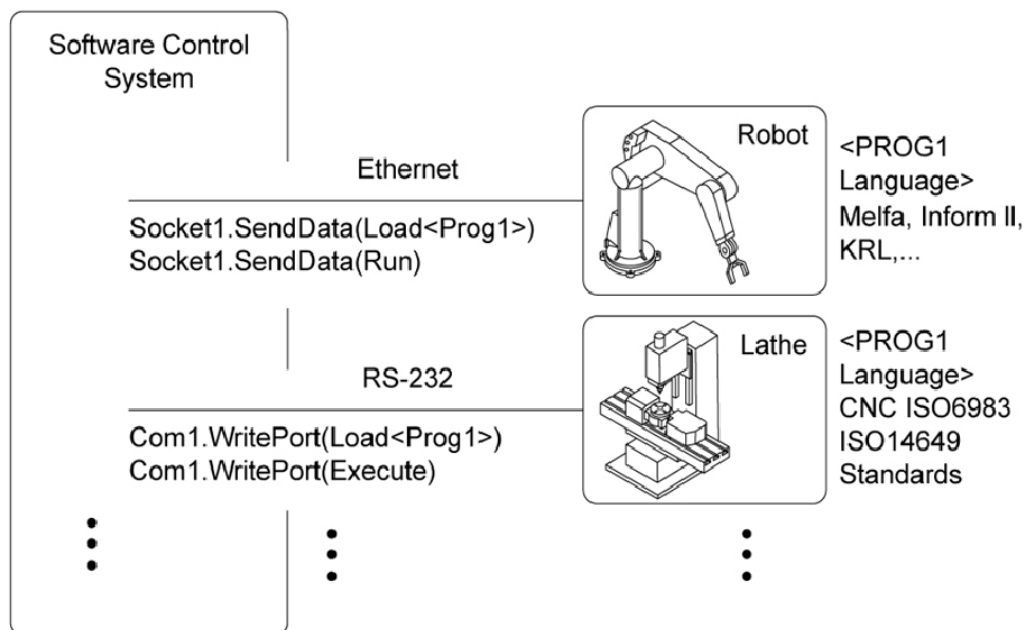 Software Control
System
Ethernet
Socket1.SendData(Load<Prog1>)
Socket1.SendData(Run)
Robot
<PROG1
Language>
Melfa, Inform II,
KRL,...
RS-232
Com1.WritePort(Load<Prog1>)
Com1.WritePort(Execute)
Lathe
<PROG1
Language>
CNC ISO6983
ISO14649
Standards